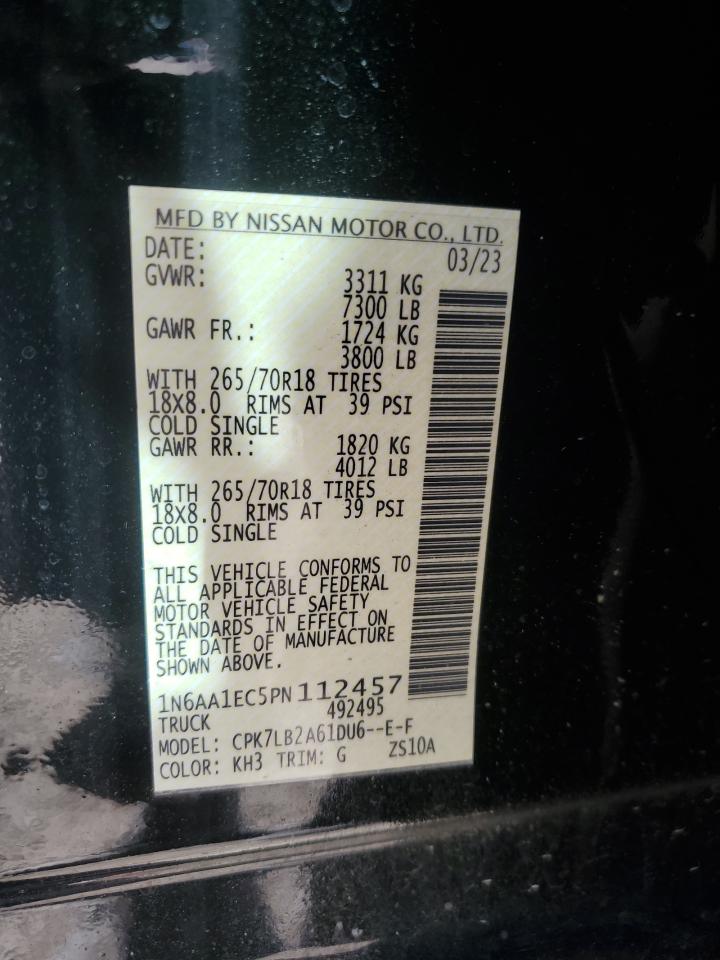 MFD BY NISSAN MOTOR CO., LTD.
DATE: 03/23
GVWR: 3311 KG
7300 LB
GAWR FR.: 1724 KG
3800 LB
WITH 265/70R18 TIRES
18X8.0 RIMS AT 39 PSI
COLD SINGLE
GAWR RR.: 1820 KG
4012 LB
WITH 265/70R18 TIRES
18X8.0 RIMS AT 39 PSI
COLD SINGLE
THIS VEHICLE CONFORMS TO
ALL APPLICABLE FEDERAL
MOTOR VEHICLE SAFETY
STANDARDS IN EFFECT ON
THE DATE OF MANUFACTURE
SHOWN ABOVE.
1N6AA1EC5PN112457
TRUCK 492495
MODEL: CPK7LB2A61DU6--E-F
COLOR: KH3 TRIM: G ZS10A